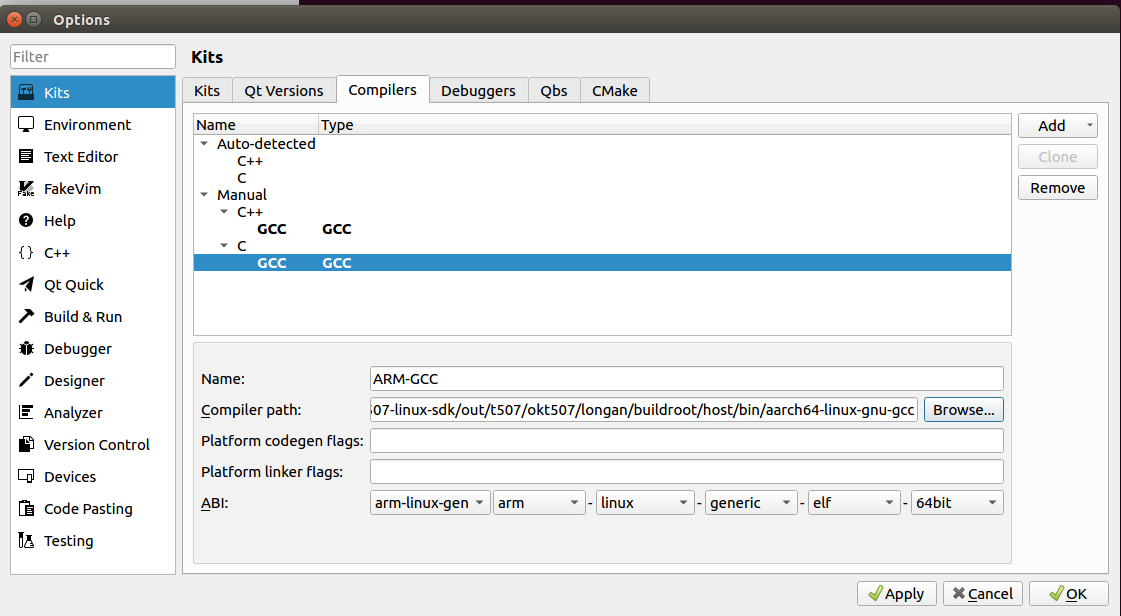 Options
Filter
Kits
Environment
Text Editor
FakeVim
Help
C++
Qt Quick
Build & Run
Debugger
Designer
Analyzer
Version Control
Devices
Code Pasting
Testing
Kits
Kits Qt Versions Compilers Debuggers Qbs CMake
Name Type
Auto-detected
C++
C
Manual
C++
GCC GCC
C
GCC GCC
Add
Clone
Remove
Name: ARM-GCC
Compiler path: 507-linux-sdk/out/t507/okt507/longan/buildroot/host/bin/aarch64-linux-gnu-gcc Browse...
Platform codegen flags:
Platform linker flags:
ABI: arm-linux-gen arm - linux - generic - elf - 64bit
Apply Cancel OK